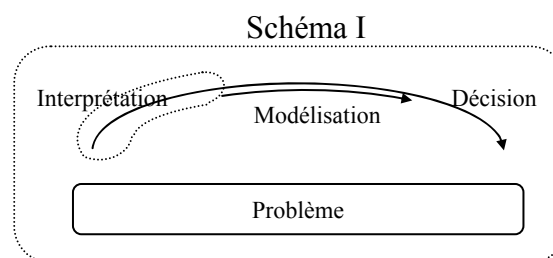 Schéma I
Interprétation
Décision
Modélisation
Problème